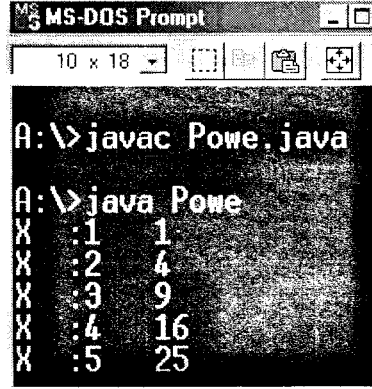 MS-DOS Prompt
10 x 18
A:\>javac Powe.java
A:\>java Powe
X :1 1
X :2 4
X :3 9
X :4 16
X :5 25